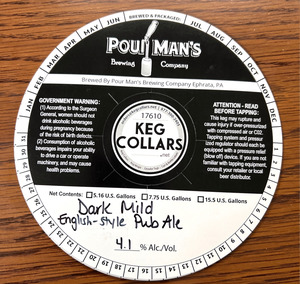 BREWED & PACKAGED:
JAN FEB MAR APR MAY JUN JUL AUG SEP OCT NOV DEC
POUR MAN'S
Brewing Company
Brewed By Pour Man's Brewing Company Ephrata, PA
GOVERNMENT WARNING:
(1) According to the Surgeon
General, women should not
drink alcoholic beverages
during pregnancy because
of the risk of birth defects.
(2) Consumption of alcoholic
beverages impairs your ability
to drive a car or operate
machinery, and may cause
health problems.
17610
KEG
COLLARS
ATTENTION - READ
BEFORE TAPPING:
This keg may rupture and
cause injury if over-pressurized
with compressed air or CO2.
Tapping system and pressur
ized regulator should each be
equipped with a pressure relief
(blow off) device. If you are not
familiar with tapping equipment,
consult your retailer or local
beer distributor.
Net Contents: 5.16 U.S. Gallons 7.75 U.S. Gallons 15.5 U.S. Gallons
Dark Mild
English-Style Pub Ale
4.1 % Alc./Vol.